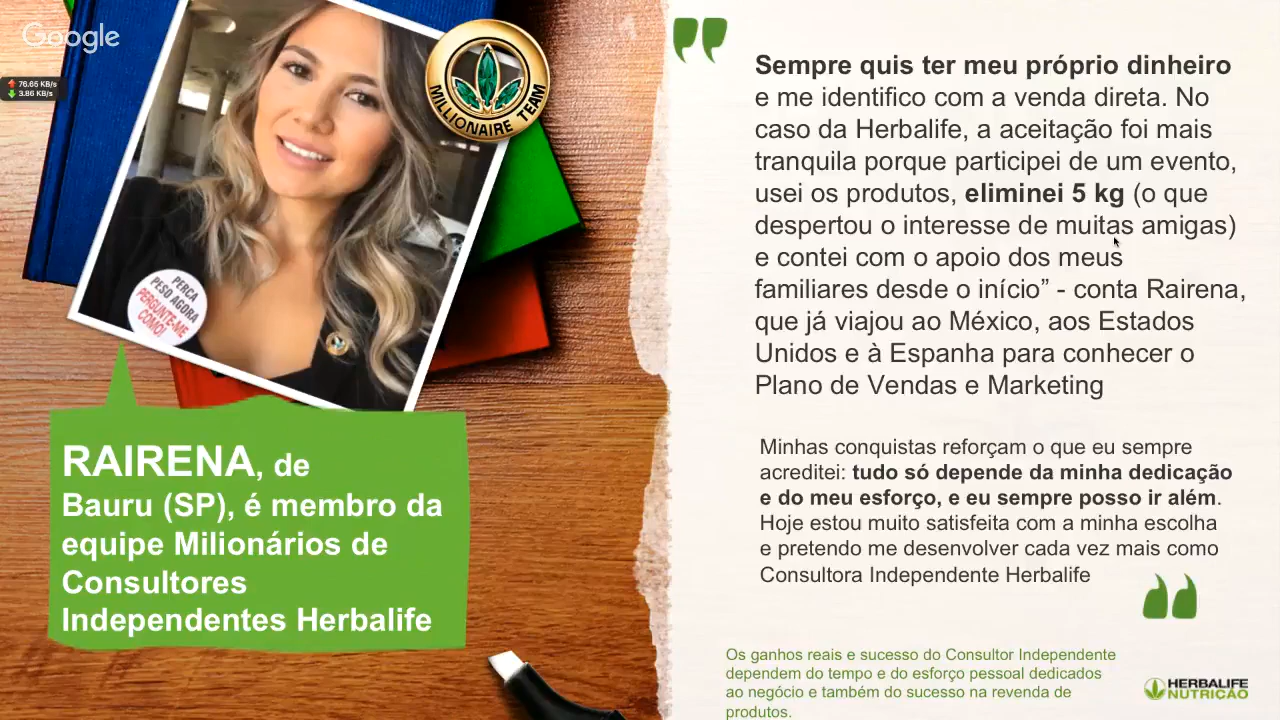 Google
76.65 KB/s
3.86 KB/s
MILLIONAIRE TEAM
PERCA
PESO AGORA
PERGUNTE-ME
COMO!
RAIRENA, de
Bauru (SP), é membro da
equipe Milionários de
Consultores
Independentes Herbalife
Sempre quis ter meu próprio dinheiro
e me identifico com a venda direta. No
caso da Herbalife, a aceitação foi mais
tranquila porque participei de um evento,
usei os produtos, eliminei 5 kg (o que
despertou o interesse de muitas amigas)
e contei com o apoio dos meus
familiares desde o início” - conta Rairena,
que já viajou ao México, aos Estados
Unidos e à Espanha para conhecer o
Plano de Vendas e Marketing
Minhas conquistas reforçam o que eu sempre
acreditei: tudo só depende da minha dedicação
e do meu esforço, e eu sempre posso ir além.
Hoje estou muito satisfeita com a minha escolha
e pretendo me desenvolver cada vez mais como
Consultora Independente Herbalife
Os ganhos reais e sucesso do Consultor Independente
dependem do tempo e do esforço pessoal dedicados
ao negócio e também do sucesso na revenda de
produtos.
HERBALIFE
NUTRIÇÃO